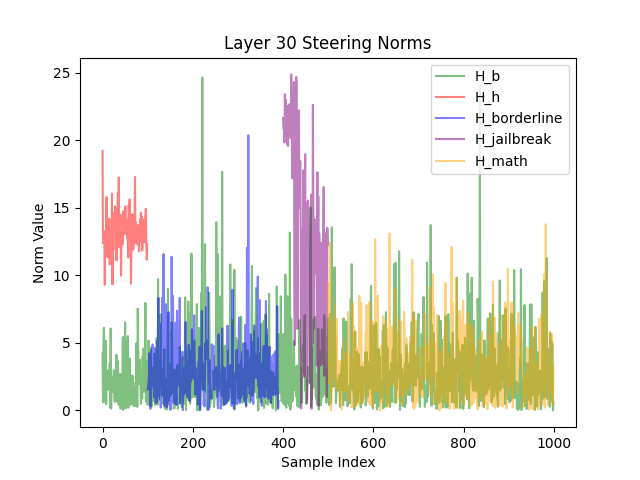 Layer 30 Steering Norms
25
20
15
10
5
0
Norm Value
H_b
H_h
H_borderline
H_jailbreak
H_math
0
200
400
600
800
1000
Sample Index